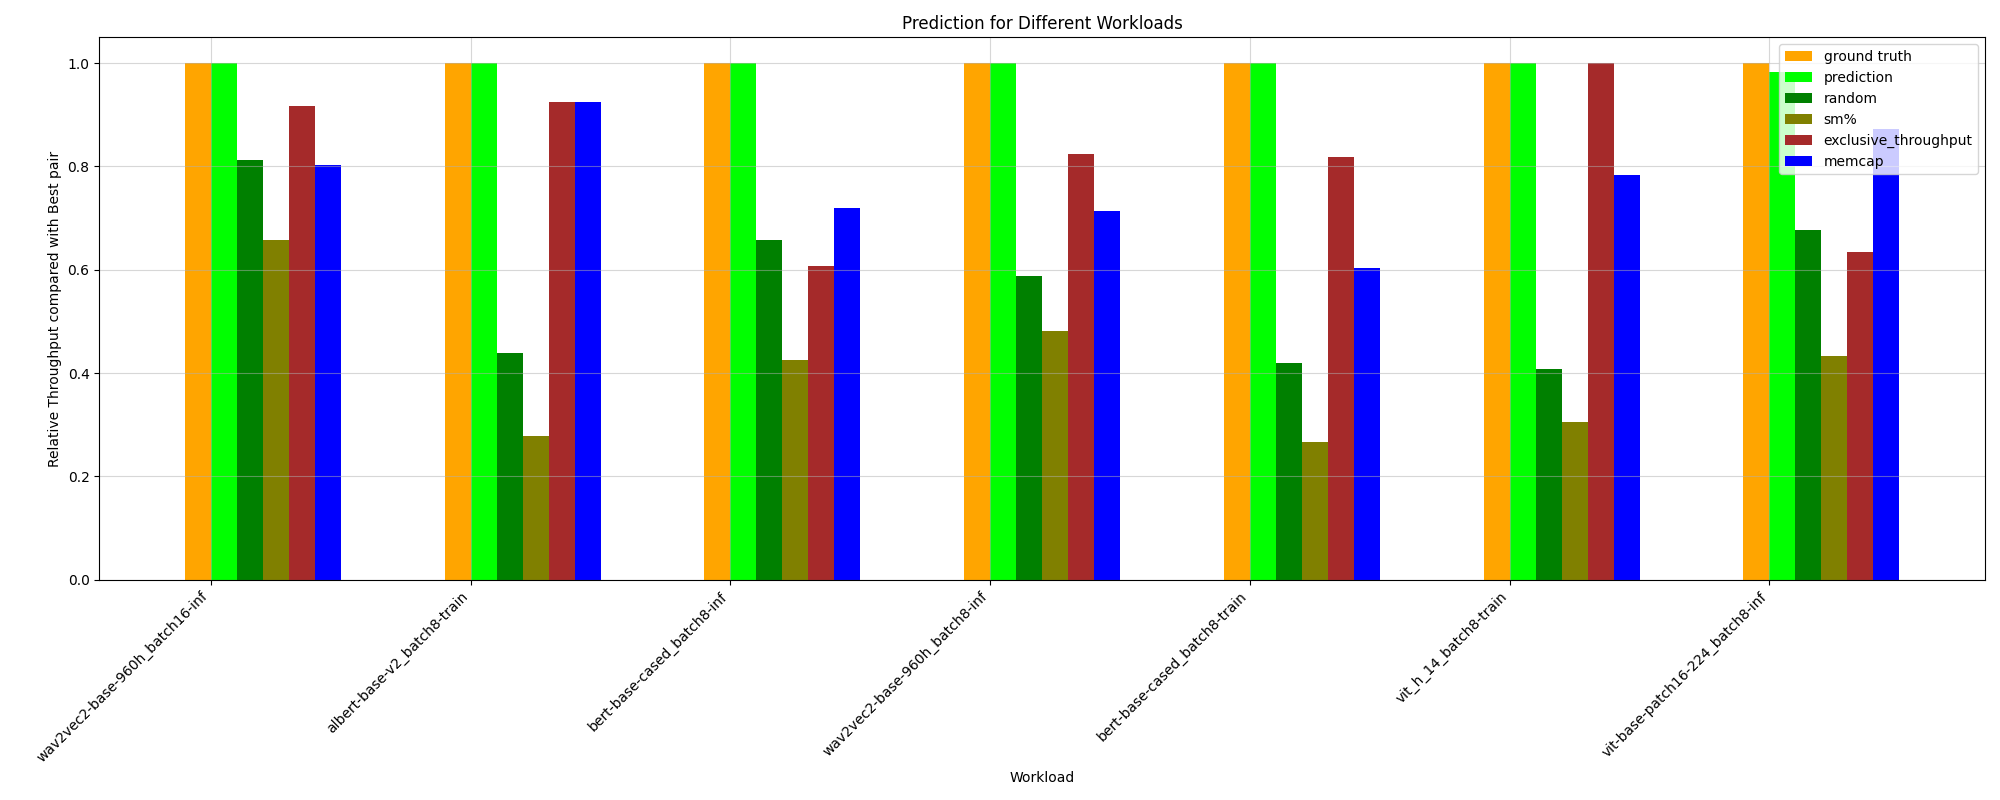 Prediction for Different Workloads
Relative Throughput compared with Best pair
1.0
0.8
0.6
0.4
0.2
0.0
ground truth
prediction
random
sm%
exclusive_throughput
memcap
wav2vec2-base-960h_batch16-inf
albert-base-v2_batch8-train
bert-base-cased_batch8-inf
wav2vec2-base-960h_batch8-inf
bert-base-cased_batch8-train
vit_h_14_batch8-train
vit-base-patch16-224_batch8-inf
Workload